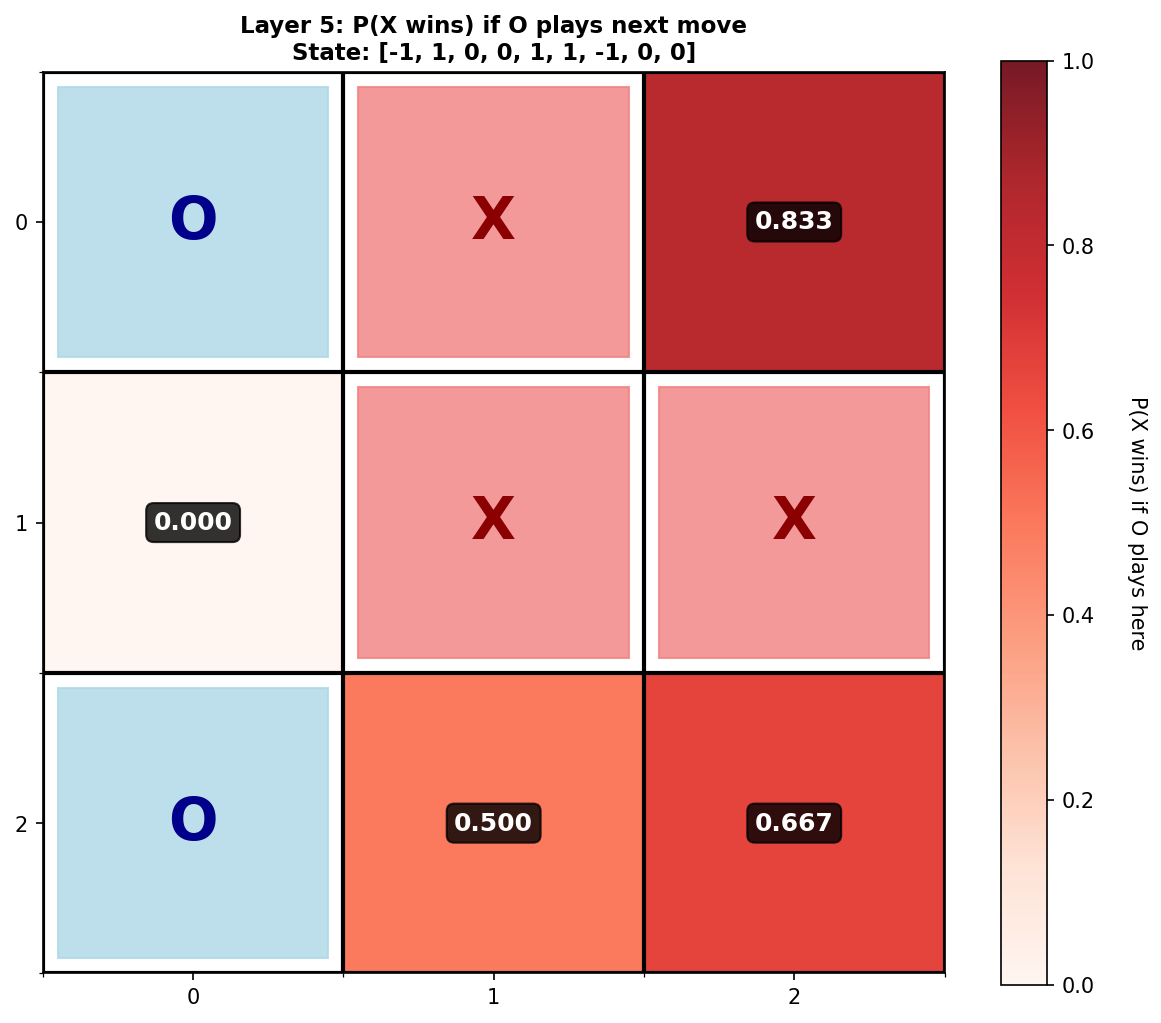 Layer 5: P(X wins) if O plays next move
State: [-1, 1, 0, 0, 1, 1, -1, 0, 0]
O
X
0.833
0
0.000
X
X
1
O
0.500
0.667
2
0
1
2
1.0
0.8
0.6
0.4
0.2
0.0
P(X wins) if O plays here